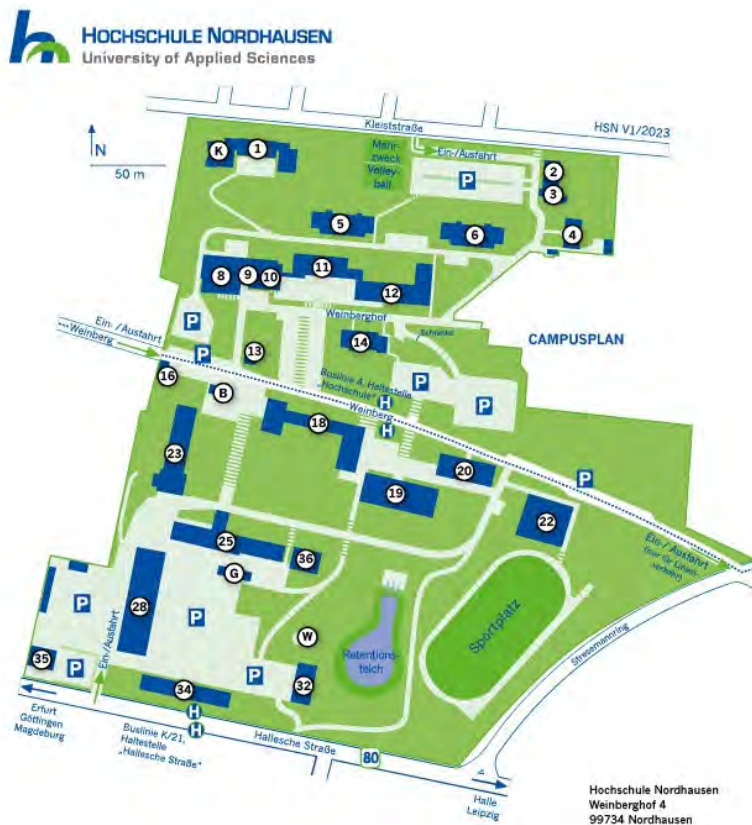 HOCHSCHULE NORDHAUSEN
University of Applied Sciences
HSN V1/2023
Kleiststraße
N
50 m
K
1
Mehr-
zweck
Volley-
ball
Ein-/Ausfahrt
P
2
3
4
5
6
8
9
10
11
12
Weinberghof
Ein-/Ausfahrt
Weinberg
P
P
13
14
Schranke
CAMPUSPLAN
P
P
Buslinie A, Haltestelle
„Hochschule"
H
Weinberg
H
16
B
18
23
20
19
P
22
Ein-/Ausfahrt
(nur für Linien-
verkehr)
25
36
G
28
P
P
W
Retentions-
teich
Sportplatz
Stresemannring
35
P
Ein-/Ausfahrt
P
32
34
H
H
Erfurt
Göttingen
Magdeburg
Buslinie K/21,
Haltestelle
„Hallesche Straße"
Hallesche Straße
80
Halle
Leipzig
Hochschule Nordhausen
Weinberghof 4
99734 Nordhausen